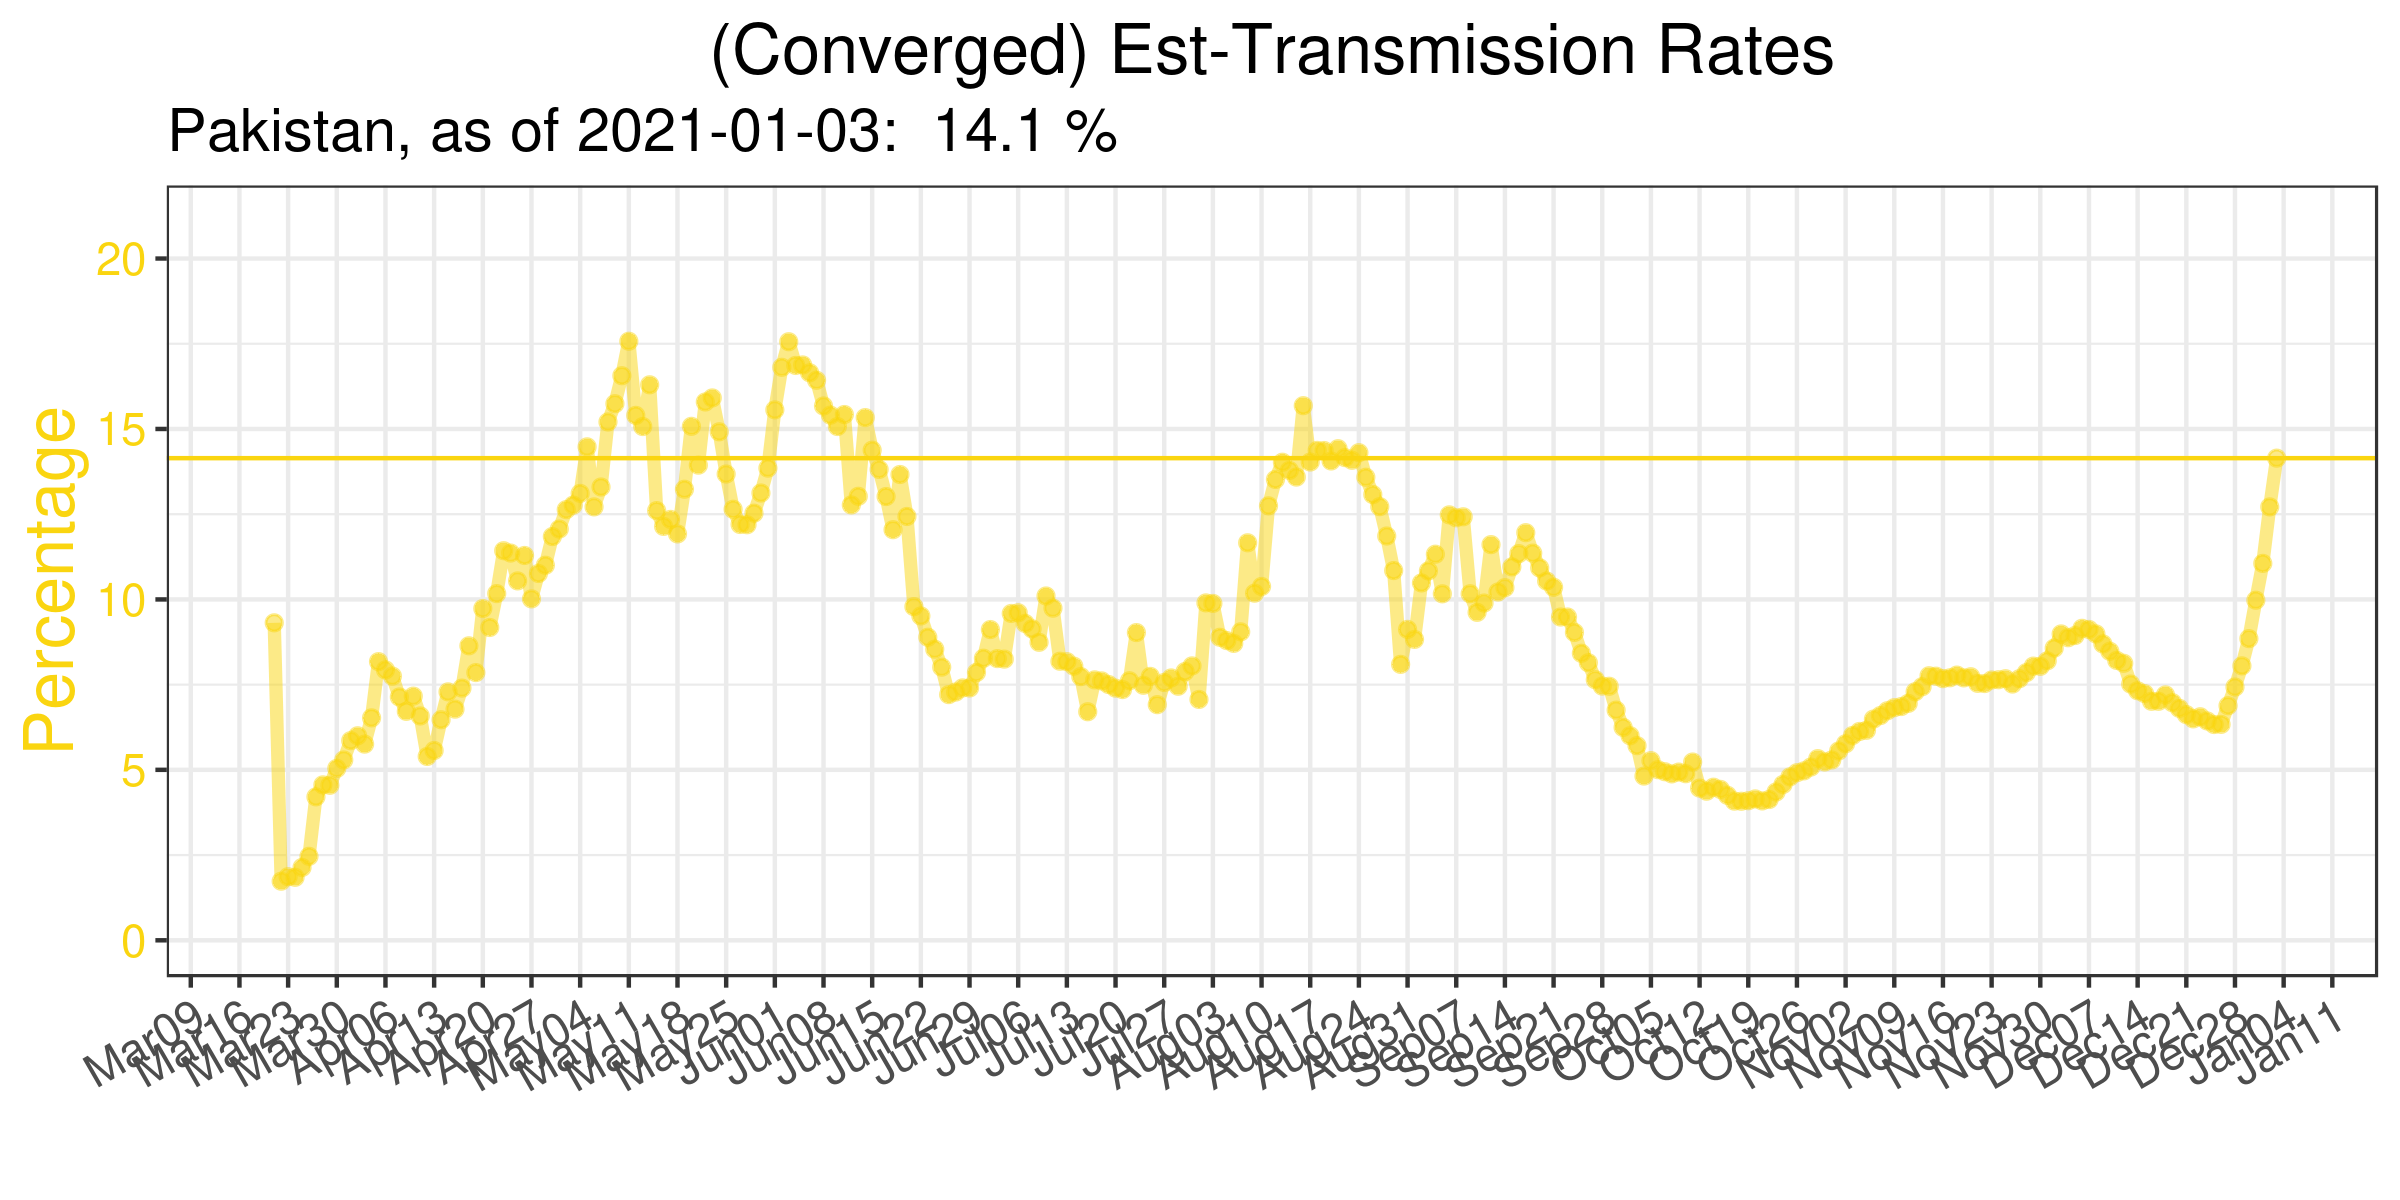 (Converged) Est-Transmission Rates
Pakistan, as of 2021-01-03: 14.1 %
Percentage
20
15
10
5
0
Mar09
Mar16
Mar23
Mar30
Apr06
Apr13
Apr20
Apr27
May04
May11
May18
May25
Jun01
Jun08
Jun15
Jun22
Jun29
Jul06
Jul13
Jul20
Jul27
Aug03
Aug10
Aug17
Aug24
Aug31
Sep07
Sep14
Sep21
Sep28
Oct05
Oct12
Oct19
Oct26
Nov02
Nov09
Nov16
Nov23
Nov30
Dec07
Dec14
Dec21
Dec28
Jan04
Jan11